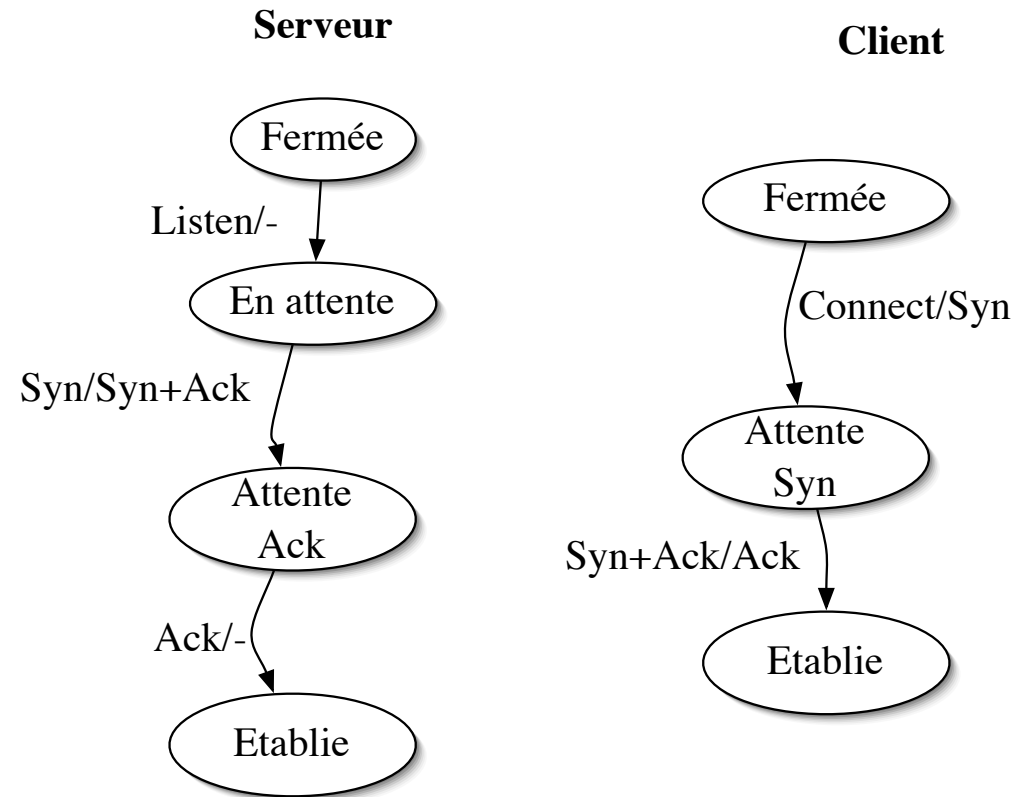 Serveur
Fermée
Listen/-
En attente
Syn/Syn+Ack
Attente
Ack
Ack/-
Etablie
Client
Fermée
Connect/Syn
Attente
Syn
Syn+Ack/Ack
Etablie